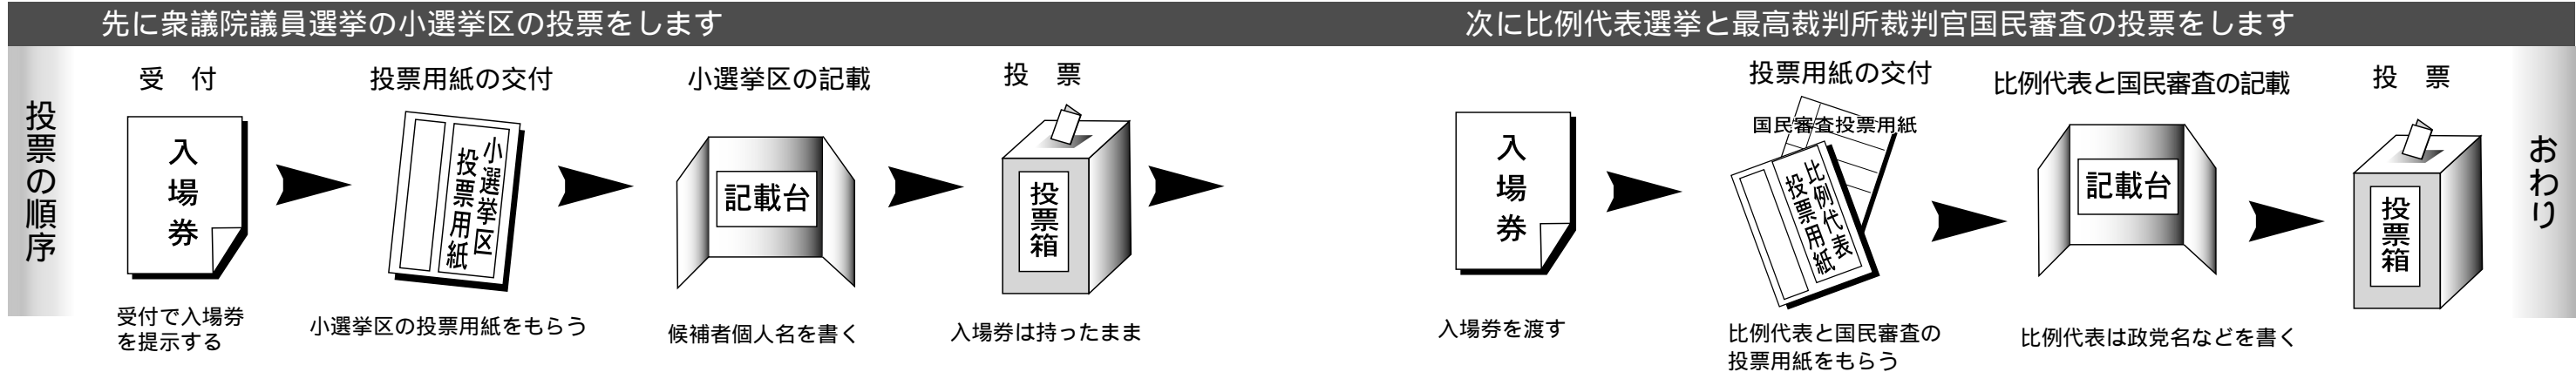 先に衆議院議員選挙の小選挙区の投票をします
次に比例代表選挙と最高裁判所裁判官国民審査の投票をします
投票の順序
受　付
入場券
受付で入場券
を提示する
投票用紙の交付
小選挙区
投票用紙
小選挙区の投票用紙をもらう
小選挙区の記載
記載台
候補者個人名を書く
投　票
投票箱
入場券は持ったまま
入場券
入場券を渡す
投票用紙の交付
国民審査投票用紙
比例代表
投票用紙
比例代表と国民審査の
投票用紙をもらう
比例代表と国民審査の記載
記載台
比例代表は政党名などを書く
投　票
投票箱
おわり